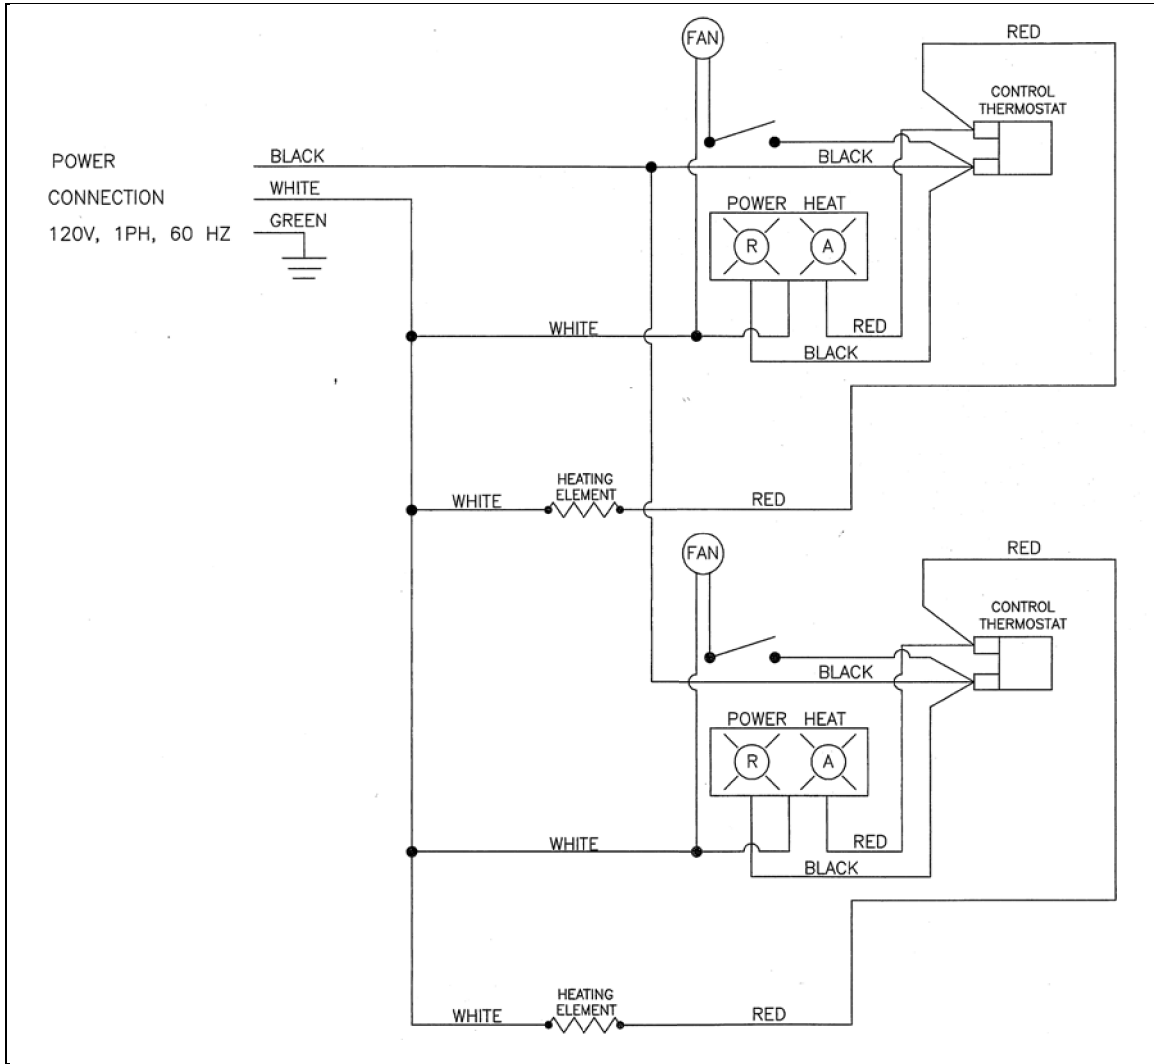 FAN
RED
CONTROL
THERMOSTAT
POWER
CONNECTION
120V, 1PH, 60 HZ
BLACK
WHITE
GREEN
BLACK
POWER HEAT
R A
WHITE
RED
BLACK
HEATING
ELEMENT
WHITE
RED
FAN
RED
CONTROL
THERMOSTAT
BLACK
POWER HEAT
R A
WHITE
RED
BLACK
HEATING
ELEMENT
WHITE
RED